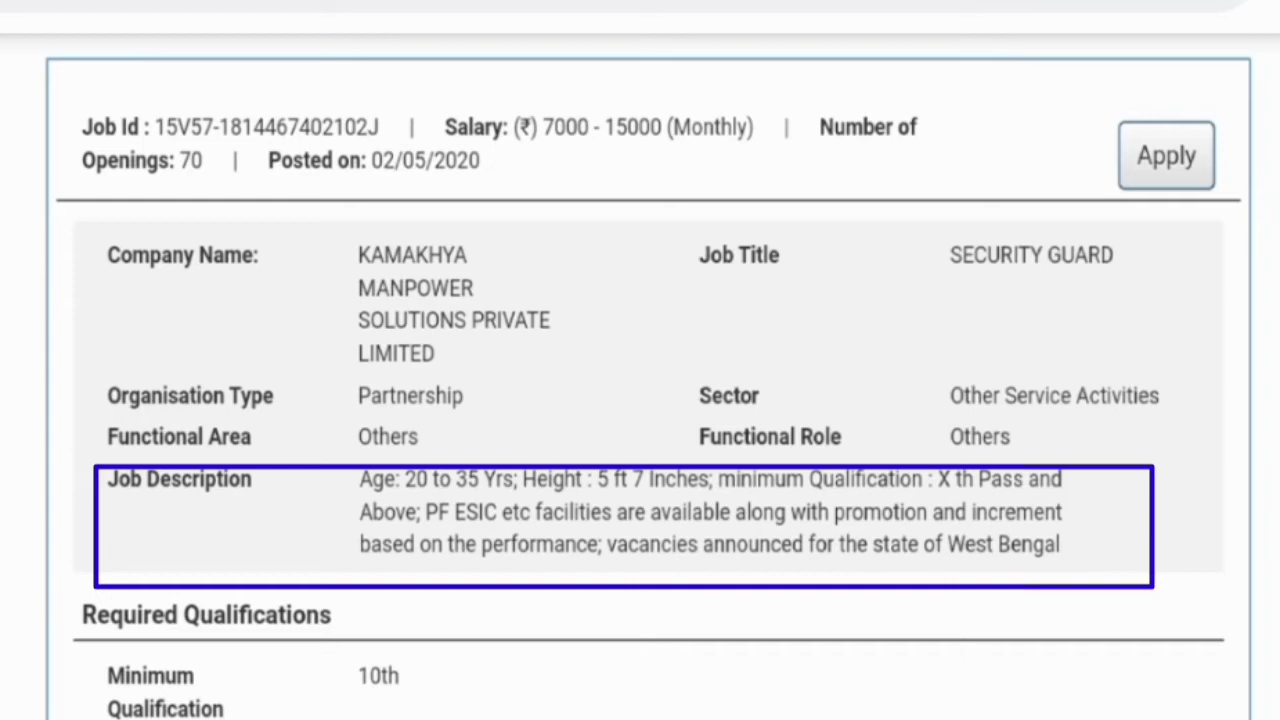 Job Id : 15V57-1814467402102J | Salary: (₹) 7000 - 15000 (Monthly) | Number of
Openings: 70 | Posted on: 02/05/2020
Apply
Company Name: KAMAKHYA Job Title SECURITY GUARD
MANPOWER
SOLUTIONS PRIVATE
LIMITED
Organisation Type Partnership Sector Other Service Activities
Functional Area Others Functional Role Others
Job Description Age: 20 to 35 Yrs; Height : 5 ft 7 Inches; minimum Qualification : X th Pass and
Above; PF ESIC etc facilities are available along with promotion and increment
based on the performance; vacancies announced for the state of West Bengal
Required Qualifications
Minimum 10th
Qualification